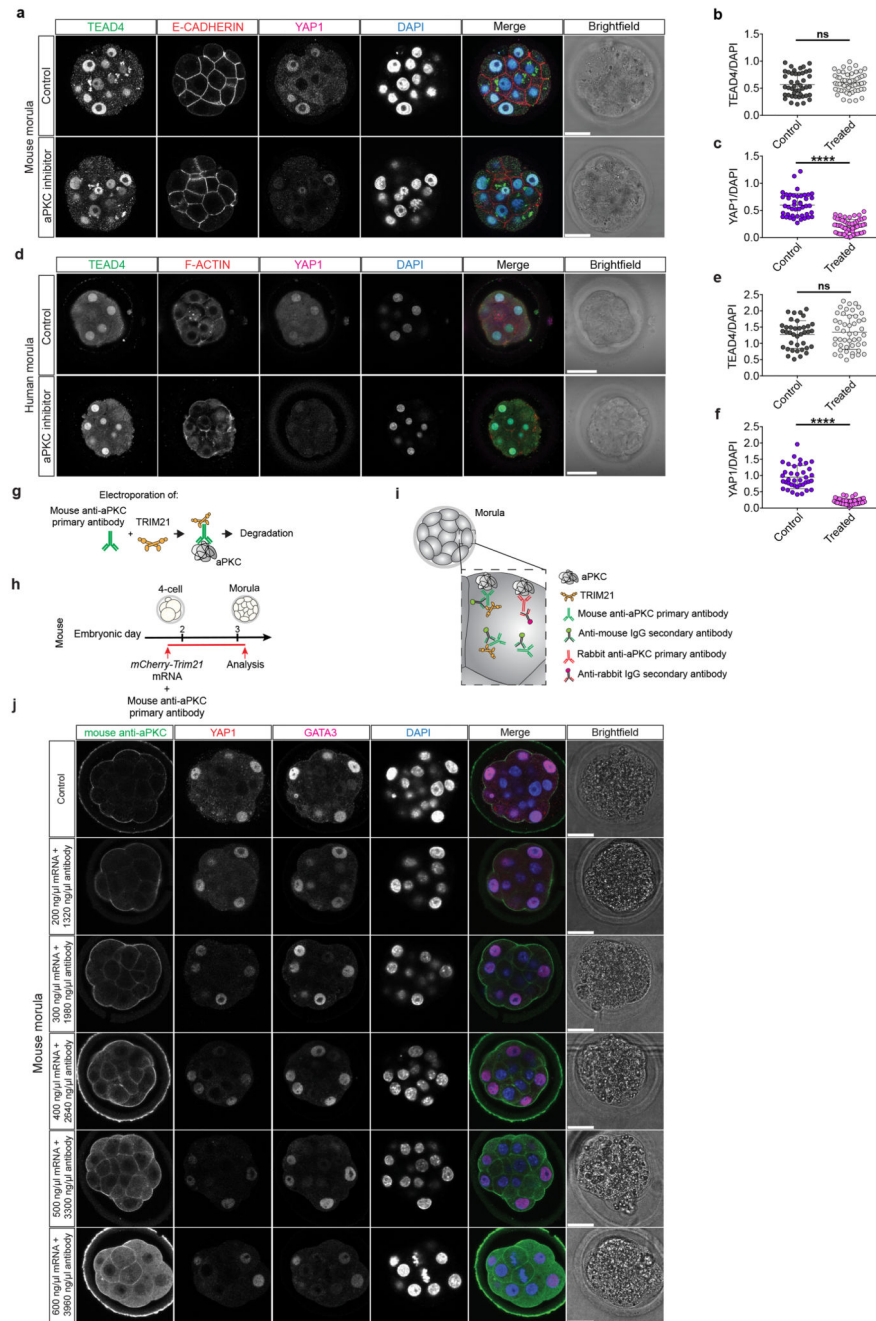 a
TEAD4 E-CADHERIN YAP1 DAPI Merge Brightfield
Mouse morula
Control
aPKC inhibitor
b
ns
TEAD4/DAPI
1.5
1.0
0.5
0.0
Control Treated
c
****
YAP1/DAPI
1.5
1.0
0.5
0.0
Control Treated
d
TEAD4 F-ACTIN YAP1 DAPI Merge Brightfield
Human morula
Control
aPKC inhibitor
e
ns
TEAD4/DAPI
2.5
2.0
1.5
1.0
0.5
0.0
Control Treated
f
****
YAP1/DAPI
2.5
2.0
1.5
1.0
0.5
0.0
Control Treated
g
Electroporation of:
Mouse anti-aPKC
primary antibody
+ TRIM21
Degradation
aPKC
h
Mouse
4-cell Morula
Embryonic day 2 3
mCherry-Trim21
mRNA
+
Mouse anti-aPKC
primary antibody
Analysis
i
Morula
aPKC
TRIM21
Mouse anti-aPKC primary antibody
Anti-mouse IgG secondary antibody
Rabbit anti-aPKC primary antibody
Anti-rabbit IgG secondary antibody
j
mouse anti-aPKC YAP1 GATA3 DAPI Merge Brightfield
Mouse morula
Control
200 ng/µl mRNA +
1320 ng/µl antibody
300 ng/µl mRNA +
1980 ng/µl antibody
400 ng/µl mRNA +
2640 ng/µl antibody
500 ng/µl mRNA +
3300 ng/µl antibody
600 ng/µl mRNA +
3960 ng/µl antibody